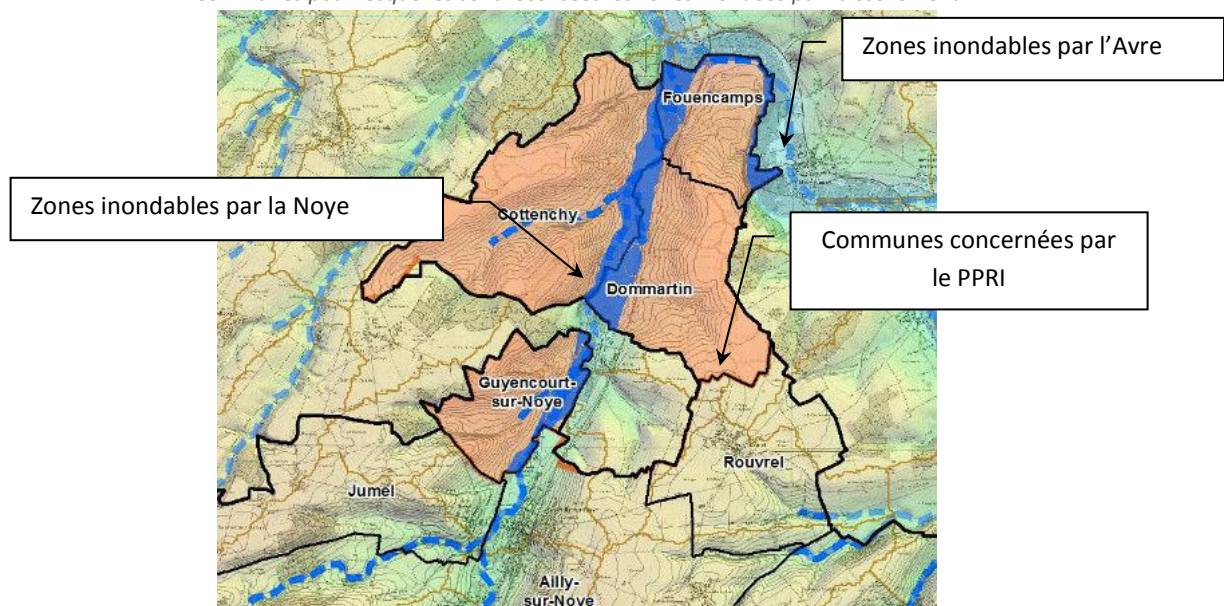 Zones inondables par l'Avre
Fouencamps
Zones inondables par la Noye
Cottenchy
Communes concernées par
le PPRI
Dommartin
Guyencourt-
sur-Noye
Rouvrel
Jumel
Ailly-
sur-Noye